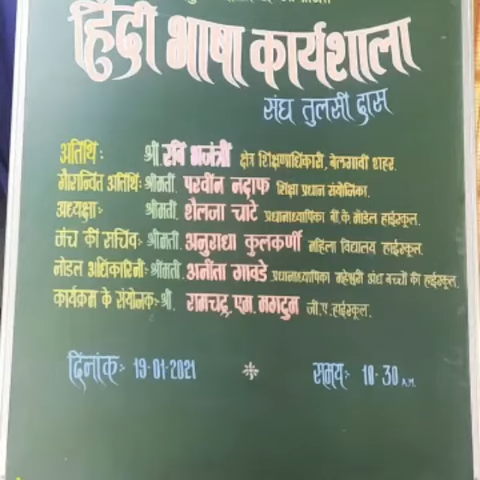 हिंदी भाषा कार्यशाला
संघ तुलसी दास
अतिथि: श्री. रवि भजंत्री क्षेत्र शिक्षणाधिकारी, बेलगावी शहर.
गौरान्वित अतिथि: श्रीमती. परवीन नदाफ शिक्षा प्रधान संयोजिका.
अध्यक्षा: श्रीमती. शैलजा चाटे प्रधानाध्यापिका बी. के. मोडेल हाईस्कूल.
मंच की सचिव: श्रीमती. अनुराधा कुलकर्णी महिला विद्यालय हाईस्कूल.
नोडल अधिकारिनी: श्रीमती. अनीता गावडे प्रधानाध्यापिका महेश्वरी अंध बच्चों की हाईस्कूल.
कार्यक्रम के संयोजक: श्री. रामचद्र. एम. मगदुम जी. ए. हाईस्कूल.
दिनांक: 19-01-2021 समय: 10-30 A.M.